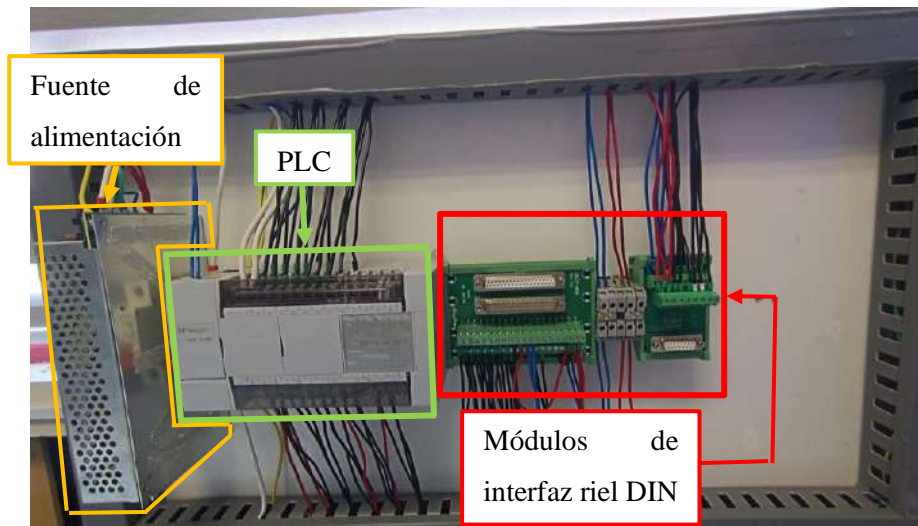 Fuente de
alimentación
PLC
Módulos de
interfaz riel DIN